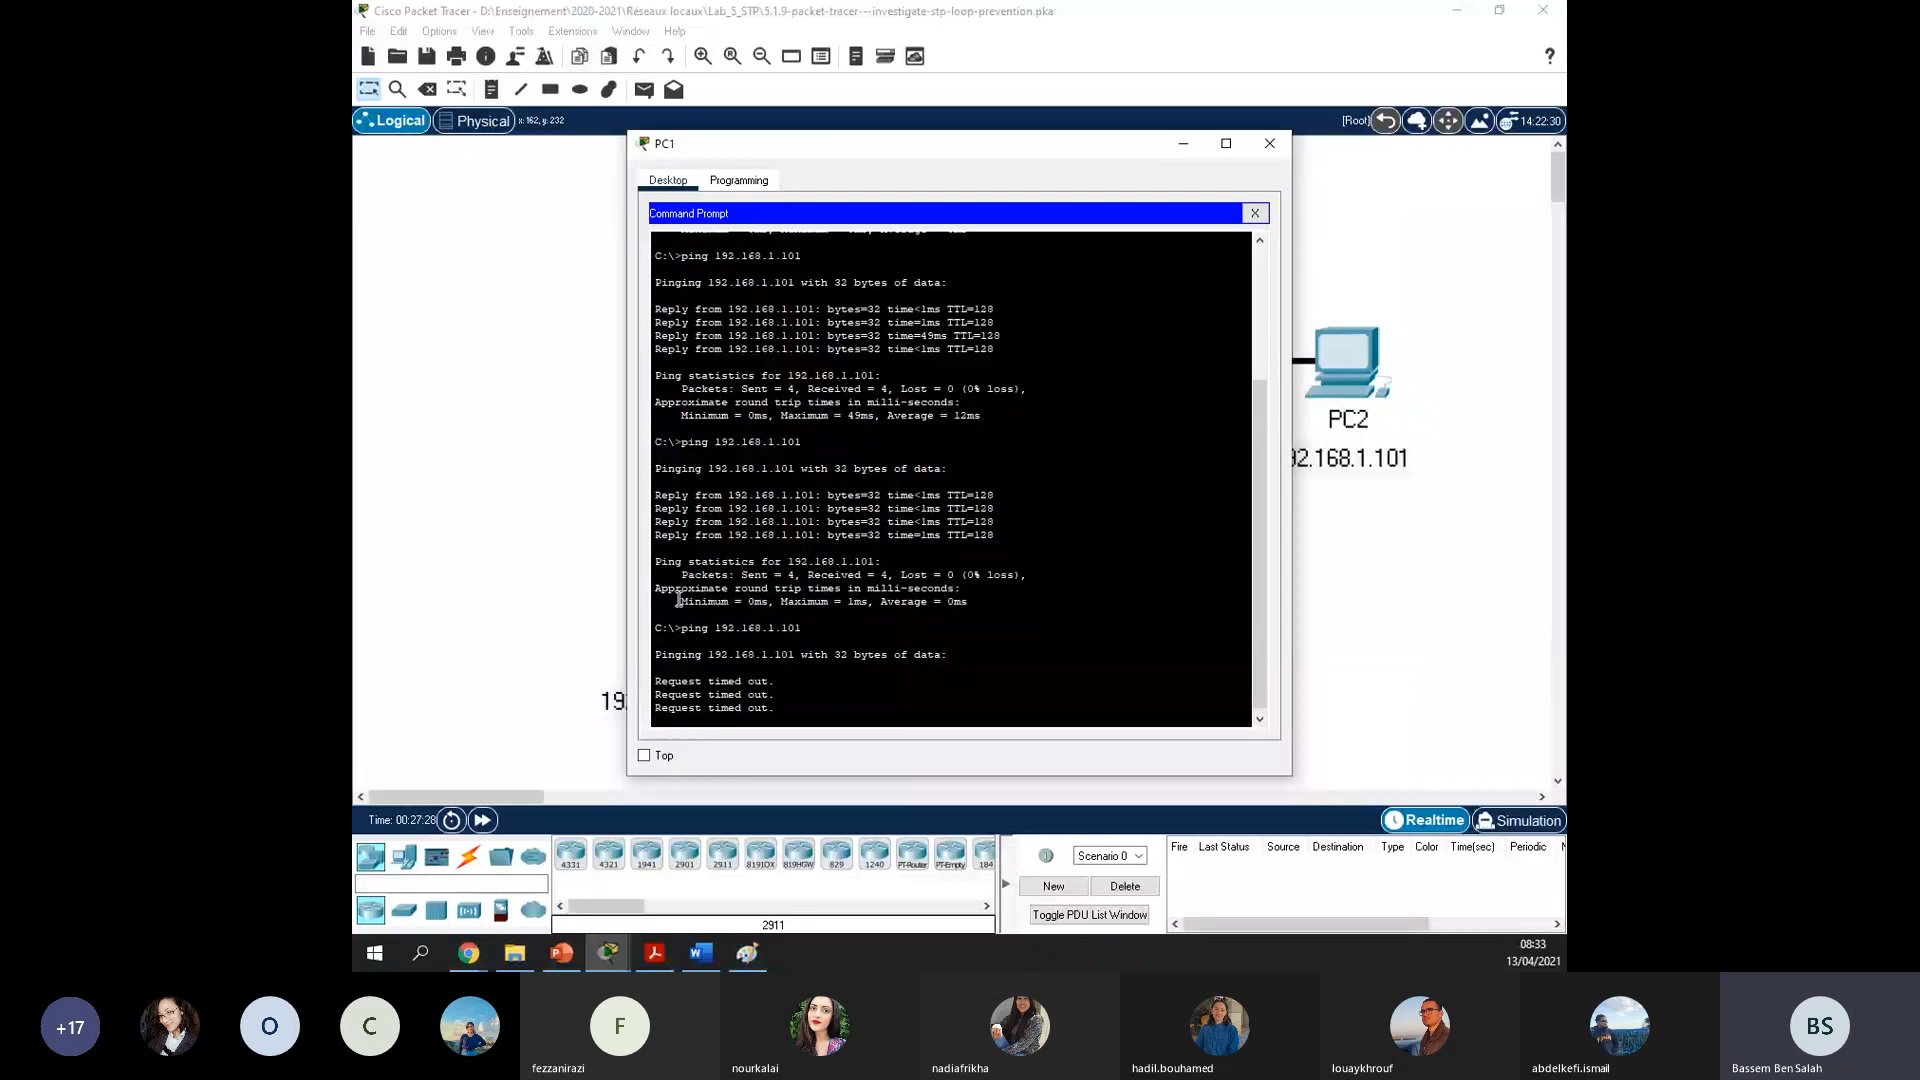 Cisco Packet Tracer - D:\Enseignement\2020-2021\Réseaux locaux\Lab_5_STP\5.1.9-packet-tracer---investigate-stp-loop-prevention.pka
File Edit Options View Tools Extensions Window Help
?
Logical Physical x: 162, y: 232 [Root] 14:22:30
PC1
Desktop Programming
Command Prompt X
C:\>ping 192.168.1.101
Pinging 192.168.1.101 with 32 bytes of data:
Reply from 192.168.1.101: bytes=32 time<1ms TTL=128
Reply from 192.168.1.101: bytes=32 time=1ms TTL=128
Reply from 192.168.1.101: bytes=32 time=49ms TTL=128
Reply from 192.168.1.101: bytes=32 time<1ms TTL=128
Ping statistics for 192.168.1.101:
Packets: Sent = 4, Received = 4, Lost = 0 (0% loss),
Approximate round trip times in milli-seconds:
Minimum = 0ms, Maximum = 49ms, Average = 12ms
C:\>ping 192.168.1.101
Pinging 192.168.1.101 with 32 bytes of data:
Reply from 192.168.1.101: bytes=32 time<1ms TTL=128
Reply from 192.168.1.101: bytes=32 time<1ms TTL=128
Reply from 192.168.1.101: bytes=32 time<1ms TTL=128
Reply from 192.168.1.101: bytes=32 time=1ms TTL=128
Ping statistics for 192.168.1.101:
Packets: Sent = 4, Received = 4, Lost = 0 (0% loss),
Approximate round trip times in milli-seconds:
Minimum = 0ms, Maximum = 1ms, Average = 0ms
C:\>ping 192.168.1.101
Pinging 192.168.1.101 with 32 bytes of data:
Request timed out.
Request timed out.
Request timed out.
Top
PC2
92.168.1.101
19
Time: 00:27:28 Realtime Simulation
4331 4321 1941 2901 2911 819IOX 819HGW 829 1240 PT-Router PT-Empty 184
2911
Scenario 0
New Delete
Toggle PDU List Window
Fire Last Status Source Destination Type Color Time(sec) Periodic
08:33
13/04/2021
+17 O C F BS
fezzanirazi nourkalai nadiafrikha hadil.bouhamed louaykhrouf abdelkefi.ismail Bassem Ben Salah